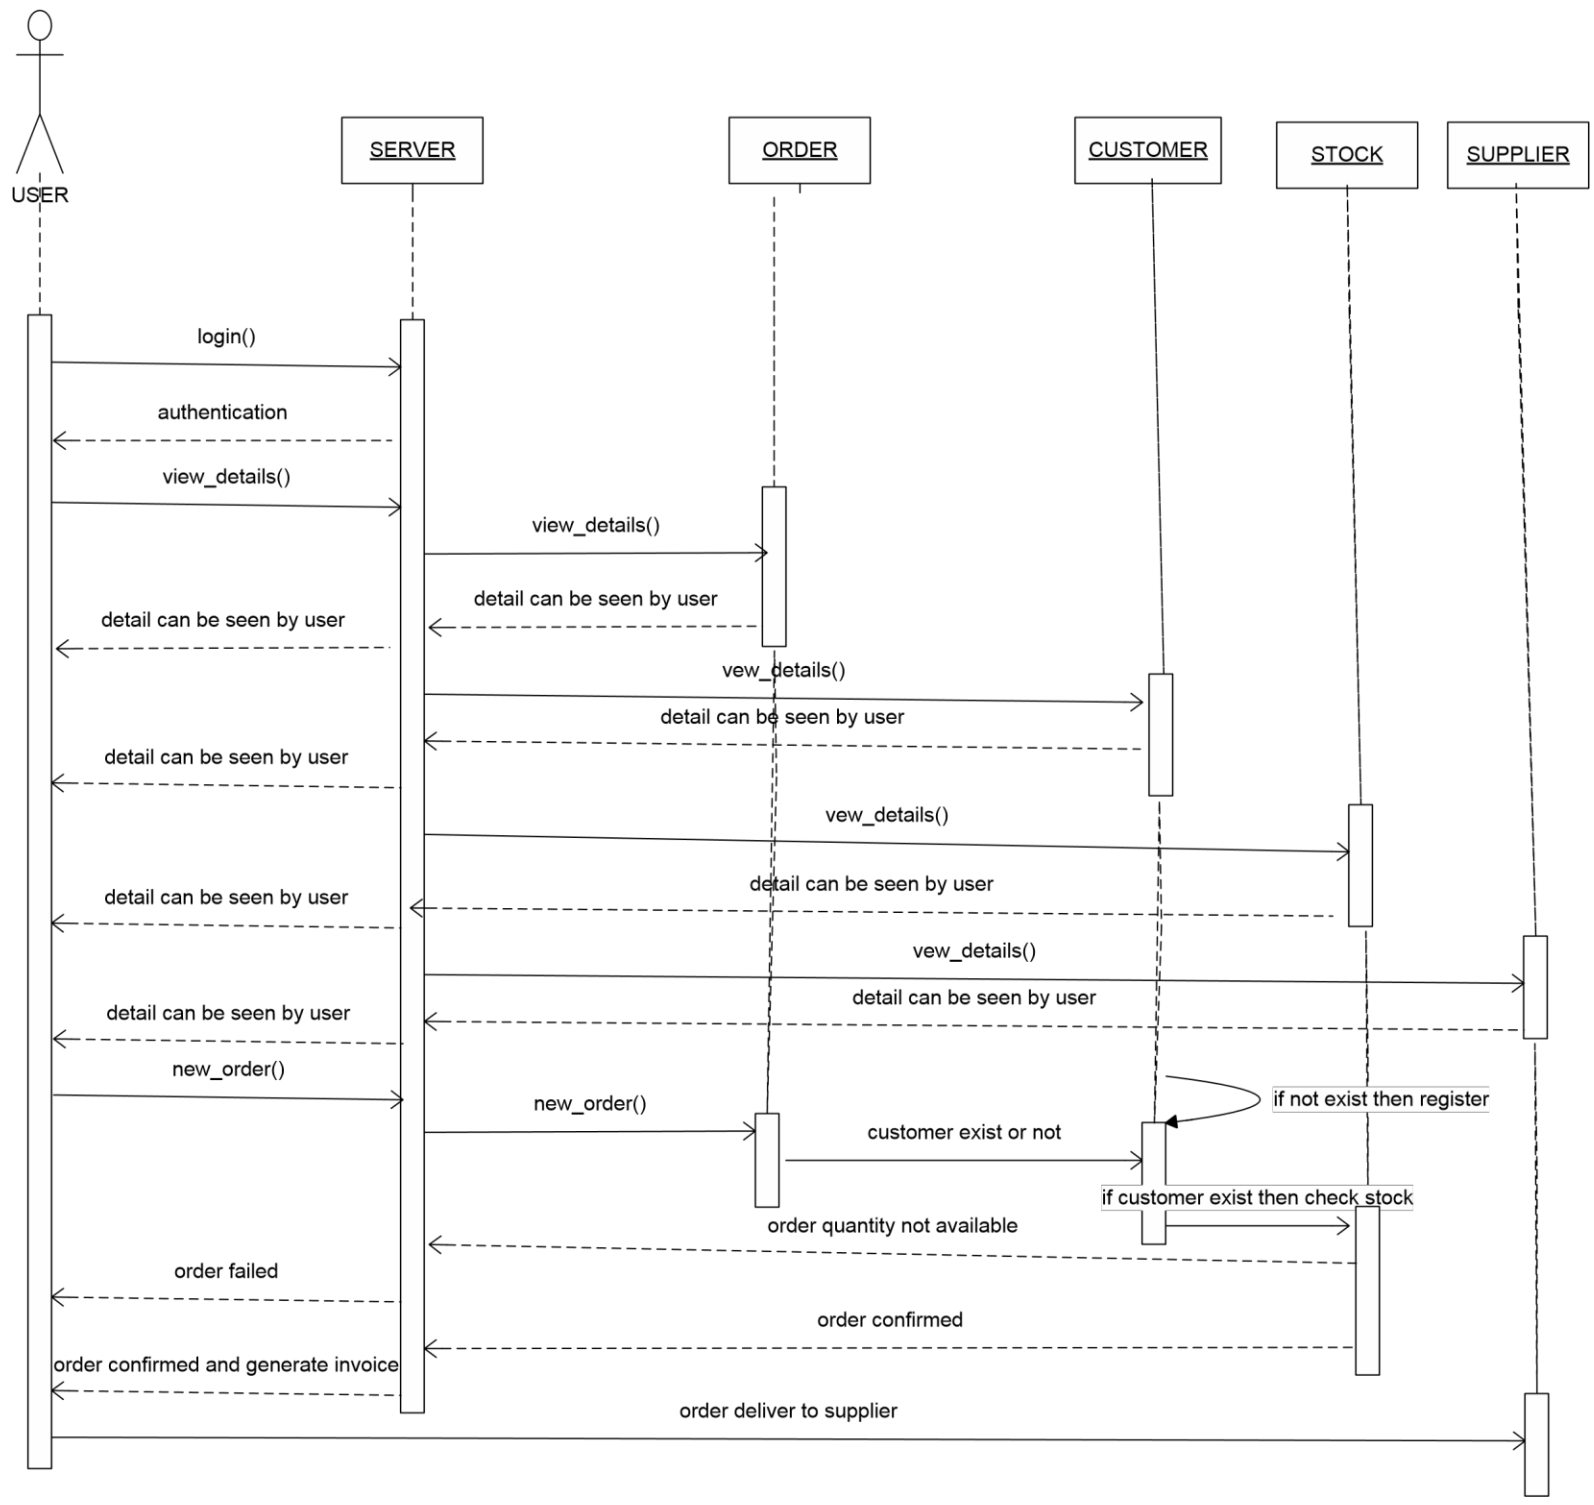 USER
SERVER
ORDER
CUSTOMER
STOCK
SUPPLIER
login()
authentication
view_details()
view_details()
detail can be seen by user
detail can be seen by user
vew_details()
detail can be seen by user
detail can be seen by user
vew_details()
detail can be seen by user
detail can be seen by user
vew_details()
detail can be seen by user
detail can be seen by user
new_order()
if not exist then register
new_order()
customer exist or not
if customer exist then check stock
order quantity not available
order failed
order confirmed
order confirmed and generate invoice
order deliver to supplier